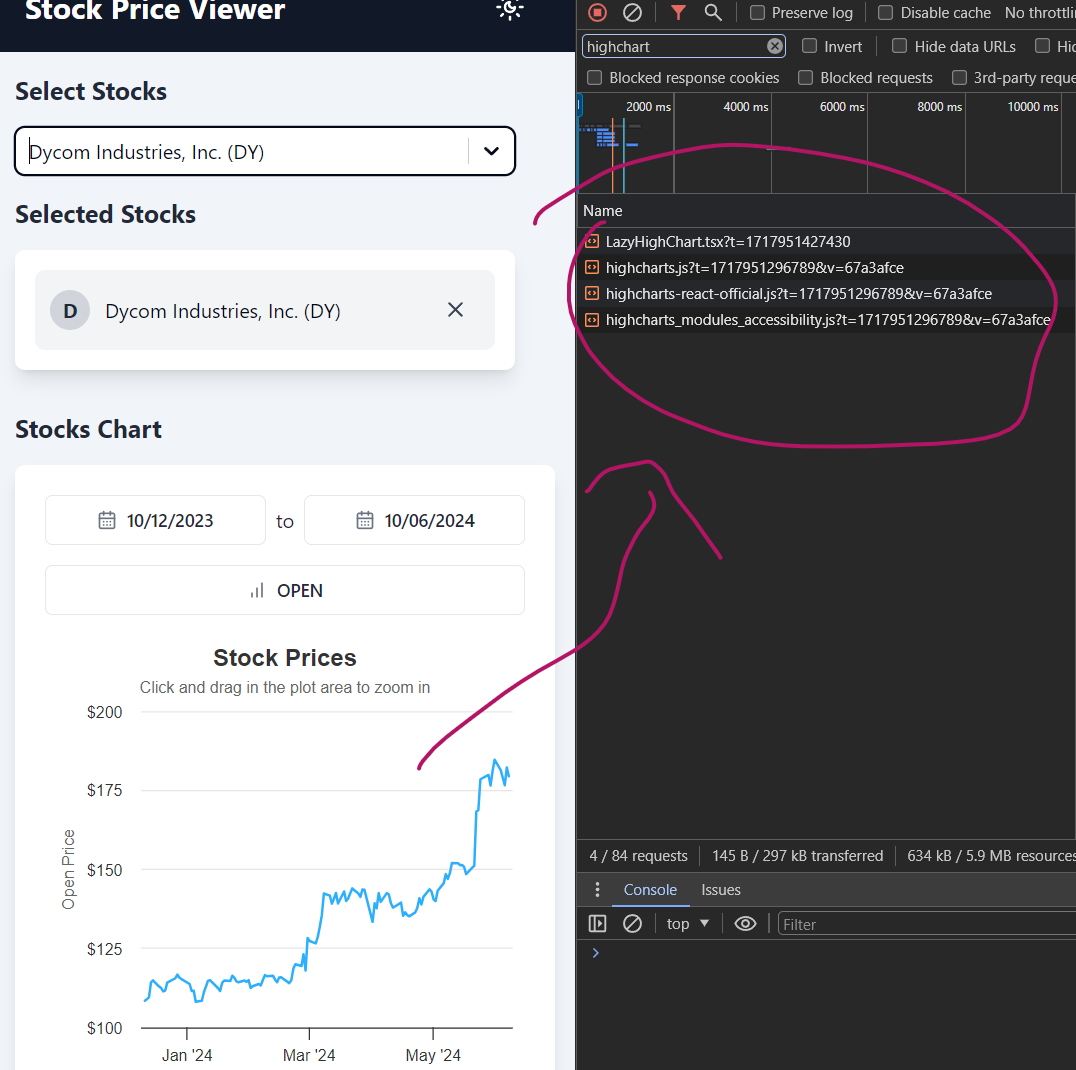 Stock Price Viewer
Select Stocks
Dycom Industries, Inc. (DY)
Selected Stocks
D Dycom Industries, Inc. (DY)
Stocks Chart
10/12/2023 to 10/06/2024
OPEN
Stock Prices
Click and drag in the plot area to zoom in
$200
$175
$150
$125
$100
Open Price
Jan '24 Mar '24 May '24
Preserve log Disable cache No throttli
highchart Invert Hide data URLs Hid
Blocked response cookies Blocked requests 3rd-party reque
2000 ms 4000 ms 6000 ms 8000 ms 10000 ms
Name
LazyHighChart.tsx?t=1717951427430
highcharts.js?t=1717951296789&v=67a3afce
highcharts-react-official.js?t=1717951296789&v=67a3afce
highcharts_modules_accessibility.js?t=1717951296789&v=67a3afce
4 / 84 requests 145 B / 297 kB transferred 634 kB / 5.9 MB resources
Console Issues
top Filter